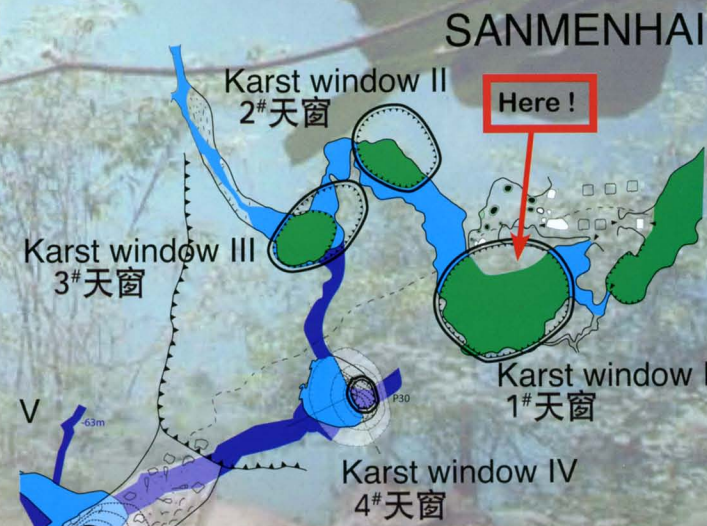 SANMENHAI
Karst window II
2#天窗
Here !
Karst window III
3#天窗
Karst window I
1#天窗
V
-63m
P30
Karst window IV
4#天窗